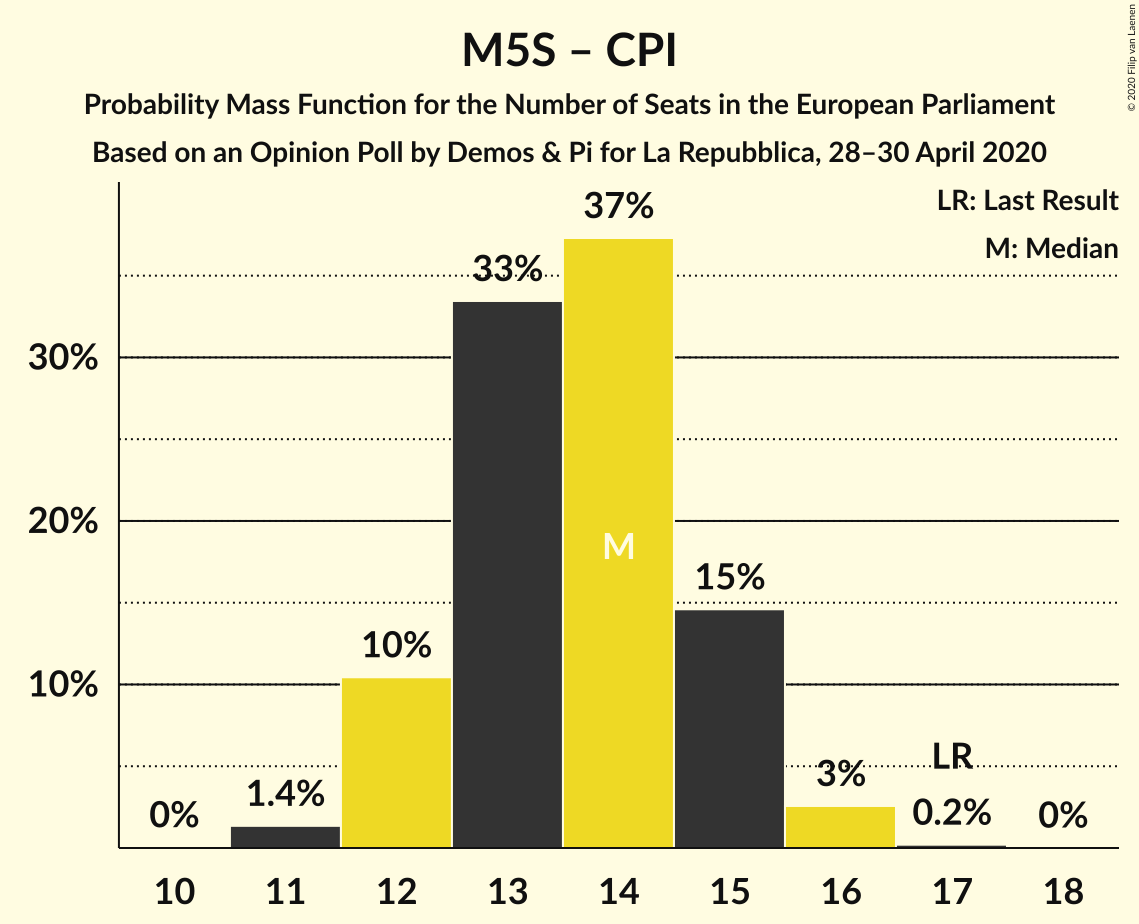 M5S – CPI
Probability Mass Function for the Number of Seats in the European Parliament
Based on an Opinion Poll by Demos & Pi for La Repubblica, 28–30 April 2020
© 2020 Filip van Laenen
LR: Last Result
M: Median
37%
33%
30%
20%
M
15%
10%
10%
LR
3%
1.4%
0.2%
0%
0%
10 11 12 13 14 15 16 17 18